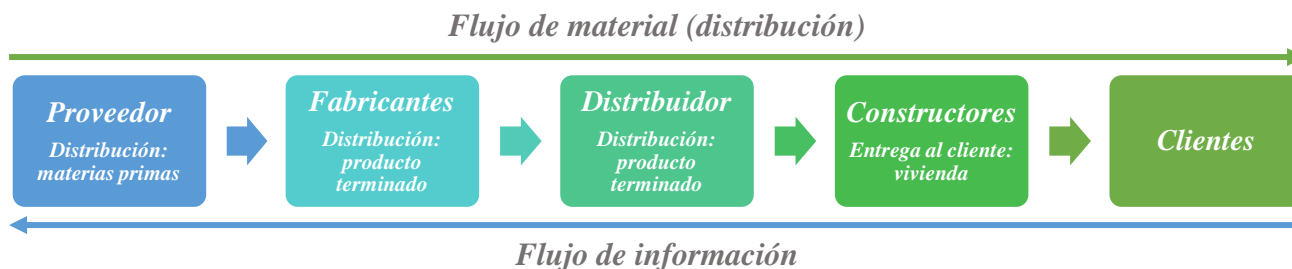 Flujo de material (distribución)
Proveedor
Distribución:
materias primas
Fabricantes
Distribución:
producto
terminado
Distribuidor
Distribución:
producto
terminado
Constructores
Entrega al cliente:
vivienda
Clientes
Flujo de información